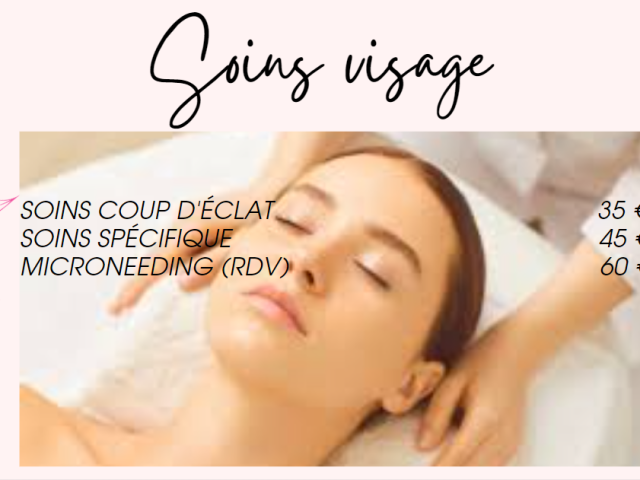 Soins visage
SOINS COUP D'ÉCLAT 35 €
SOINS SPÉCIFIQUE 45 €
MICRONEEDING (RDV) 60 €